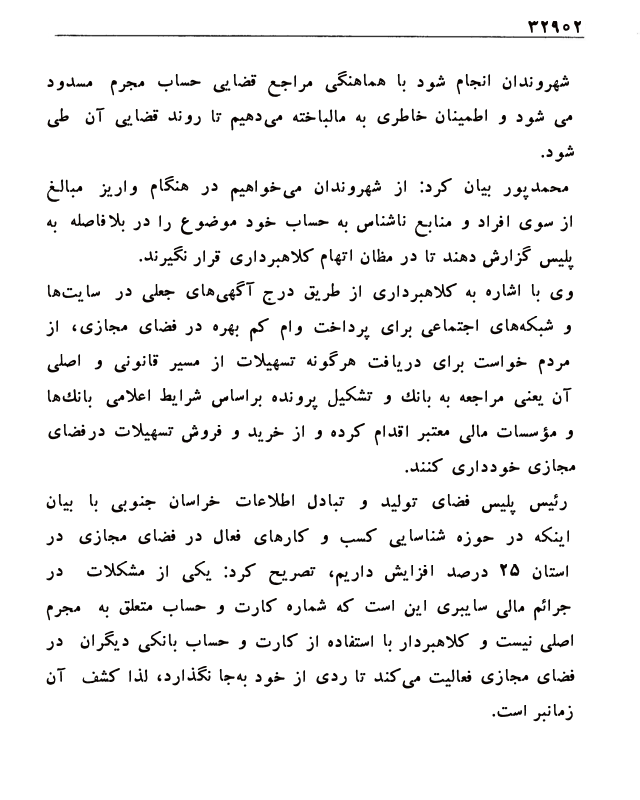 ۳۲۹۰۲
شهروندان انجام شود با هماهنگی مراجع قضایی حساب مجرم مسدود
می شود و اطمینان خاطری به مالباخته می‌دهیم تا روند قضایی آن طی
شود.
محمدپور بیان کرد: از شهروندان می‌خواهیم در هنگام واریز مبالغ
از سوی افراد و منابع ناشناس به حساب خود موضوع را در بلافاصله به
پلیس گزارش دهند تا در مظان اتهام کلاهبرداری قرار نگیرند.
وی با اشاره به کلاهبرداری از طریق درج آگهی‌های جعلی در سایت‌ها
و شبکه‌های اجتماعی برای پرداخت وام کم بهره در فضای مجازی، از
مردم خواست برای دریافت هرگونه تسهیلات از مسیر قانونی و اصلی
آن یعنی مراجعه به بانك و تشکیل پرونده براساس شرایط اعلامی بانك‌ها
و مؤسسات مالی معتبر اقدام کرده و از خرید و فروش تسهیلات درفضای
مجازی خودداری کنند.
رئیس پلیس فضای تولید و تبادل اطلاعات خراسان جنوبی با بیان
اینکه در حوزه شناسایی کسب و کارهای فعال در فضای مجازی در
استان ۲۵ درصد افزایش داریم، تصریح کرد: یکی از مشکلات در
جرائم مالی سایبری این است که شماره کارت و حساب متعلق به مجرم
اصلی نیست و کلاهبردار با استفاده از کارت و حساب بانکی دیگران در
فضای مجازی فعالیت می‌کند تا ردی از خود به‌جا نگذارد، لذا کشف آن
زمانبر است.